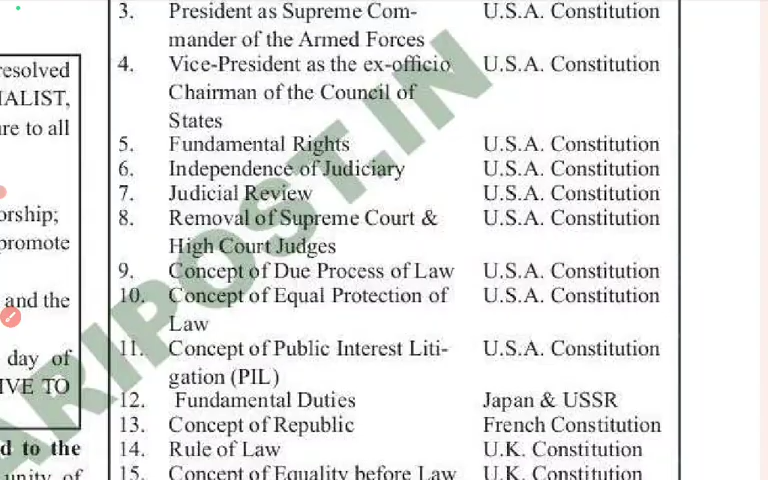 resolved
IALIST,
re to all
orship;
promote
and the
day of
IVE TO
d to the
unity of
3. President as Supreme Com- U.S.A. Constitution
mander of the Armed Forces
4. Vice-President as the ex-officio U.S.A. Constitution
Chairman of the Council of
States
5. Fundamental Rights U.S.A. Constitution
6. Independence of Judiciary U.S.A. Constitution
7. Judicial Review U.S.A. Constitution
8. Removal of Supreme Court & U.S.A. Constitution
High Court Judges
9. Concept of Due Process of Law U.S.A. Constitution
10. Concept of Equal Protection of U.S.A. Constitution
Law
11. Concept of Public Interest Liti- U.S.A. Constitution
gation (PIL)
12. Fundamental Duties Japan & USSR
13. Concept of Republic French Constitution
14. Rule of Law U.K. Constitution
15. Concept of Equality before Law U.K. Constitution
ARIPOST.IN